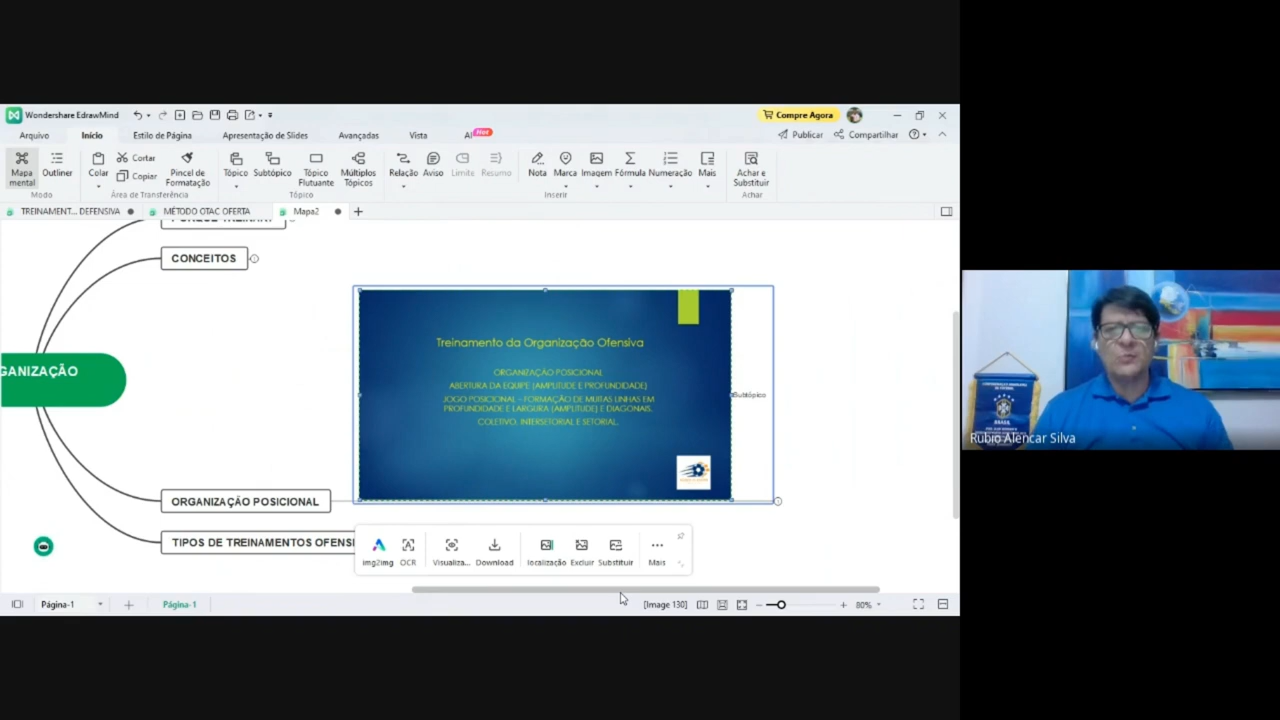 Wondershare EdrawMind
Compre Agora
Arquivo
Início
Estilo de Página
Apresentação de Slides
Avançadas
Vista
AI
Hot
Publicar
Compartilhar
Mapa mental
Outliner
Colar
Cortar
Copiar
Pincel de Formatação
Tópico
Subtópico
Tópico Flutuante
Múltiplos Tópicos
Relação
Aviso
Limite
Resumo
Nota
Marca
Imagem
Fórmula
Numeração
Mais
Achar e Substituir
Modo
Área de Transferência
Tópico
Inserir
Achar
TREINAMENT... DEFENSIVA
MÉTODO OTAC OFERTA
Mapa2
CONCEITOS
GANIZAÇÃO
Treinamento da Organização Ofensiva
ORGANIZAÇÃO POSICIONAL
ABERTURA DA EQUIPE (AMPLITUDE E PROFUNDIDADE)
JOGO POSICIONAL – FORMAÇÃO DE MUITAS LINHAS EM
PROFUNDIDADE E LARGURA (AMPLITUDE) E DIAGONAIS.
COLETIVO, INTERSETORIAL E SETORIAL.
Subtópico
ORGANIZAÇÃO POSICIONAL
TIPOS DE TREINAMENTOS OFENSI
img2img
OCR
Visualiza...
Download
localização
Excluir
Substituir
Mais
Página-1
Página-1
[Image 130]
80%
BRASIL
Rubio Alencar Silva